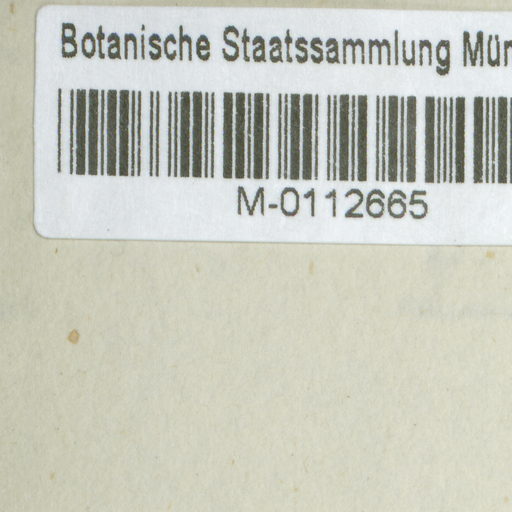 Botanische Staatssammlung Mün
M-0112665